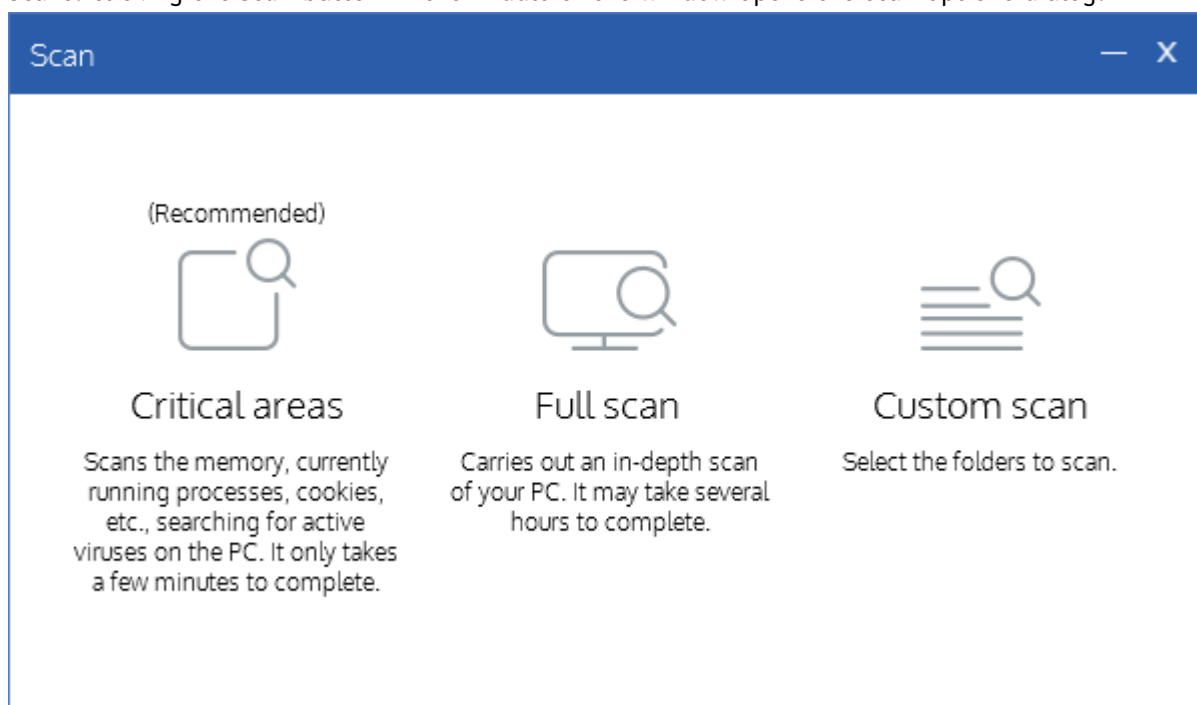 Scan
(Recommended)
Critical areas
Scans the memory, currently
running processes, cookies,
etc., searching for active
viruses on the PC. It only takes
a few minutes to complete.
Full scan
Carries out an in-depth scan
of your PC. It may take several
hours to complete.
Custom scan
Select the folders to scan.